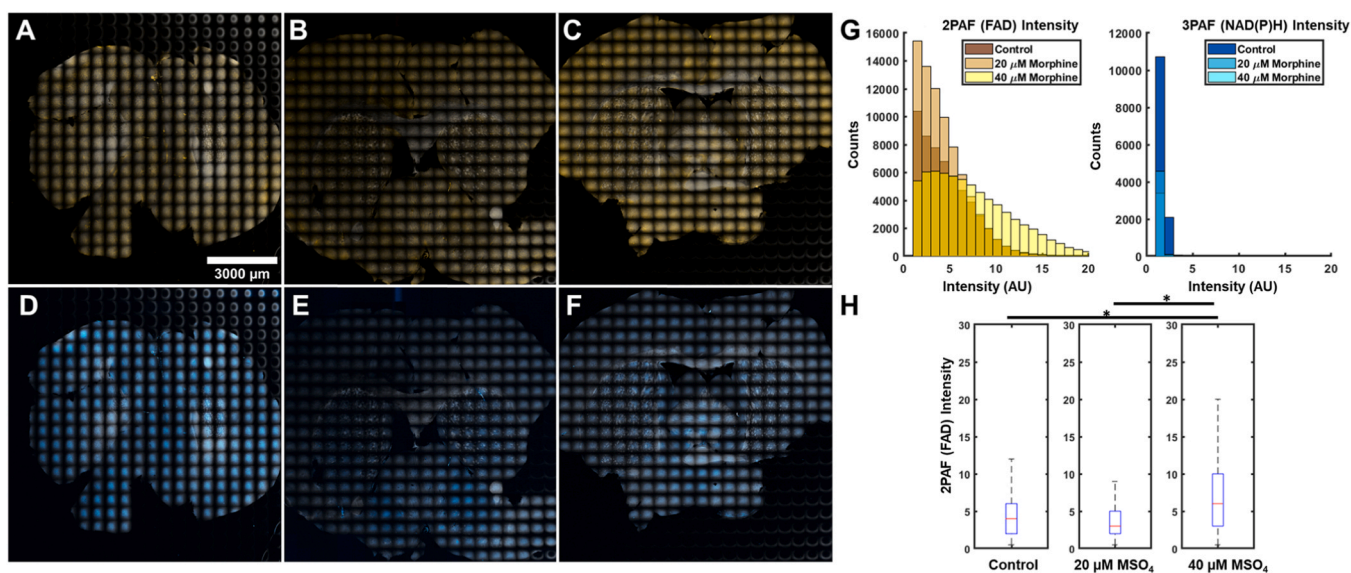 A
B
C
3000 µm
D
E
F
G
2PAF (FAD) Intensity
Control
20 µM Morphine
40 µM Morphine
16000
14000
12000
10000
8000
6000
4000
2000
0
Counts
0 5 10 15 20
Intensity (AU)
3PAF (NAD(P)H) Intensity
Control
20 µM Morphine
40 µM Morphine
12000
10000
8000
6000
4000
2000
0
Counts
0 5 10 15 20
Intensity (AU)
H
*
*
2PAF (FAD) Intensity
30 30 30
25 25 25
20 20 20
15 15 15
10 10 10
5 5 5
0 0 0
Control 20 µM MSO₄ 40 µM MSO₄